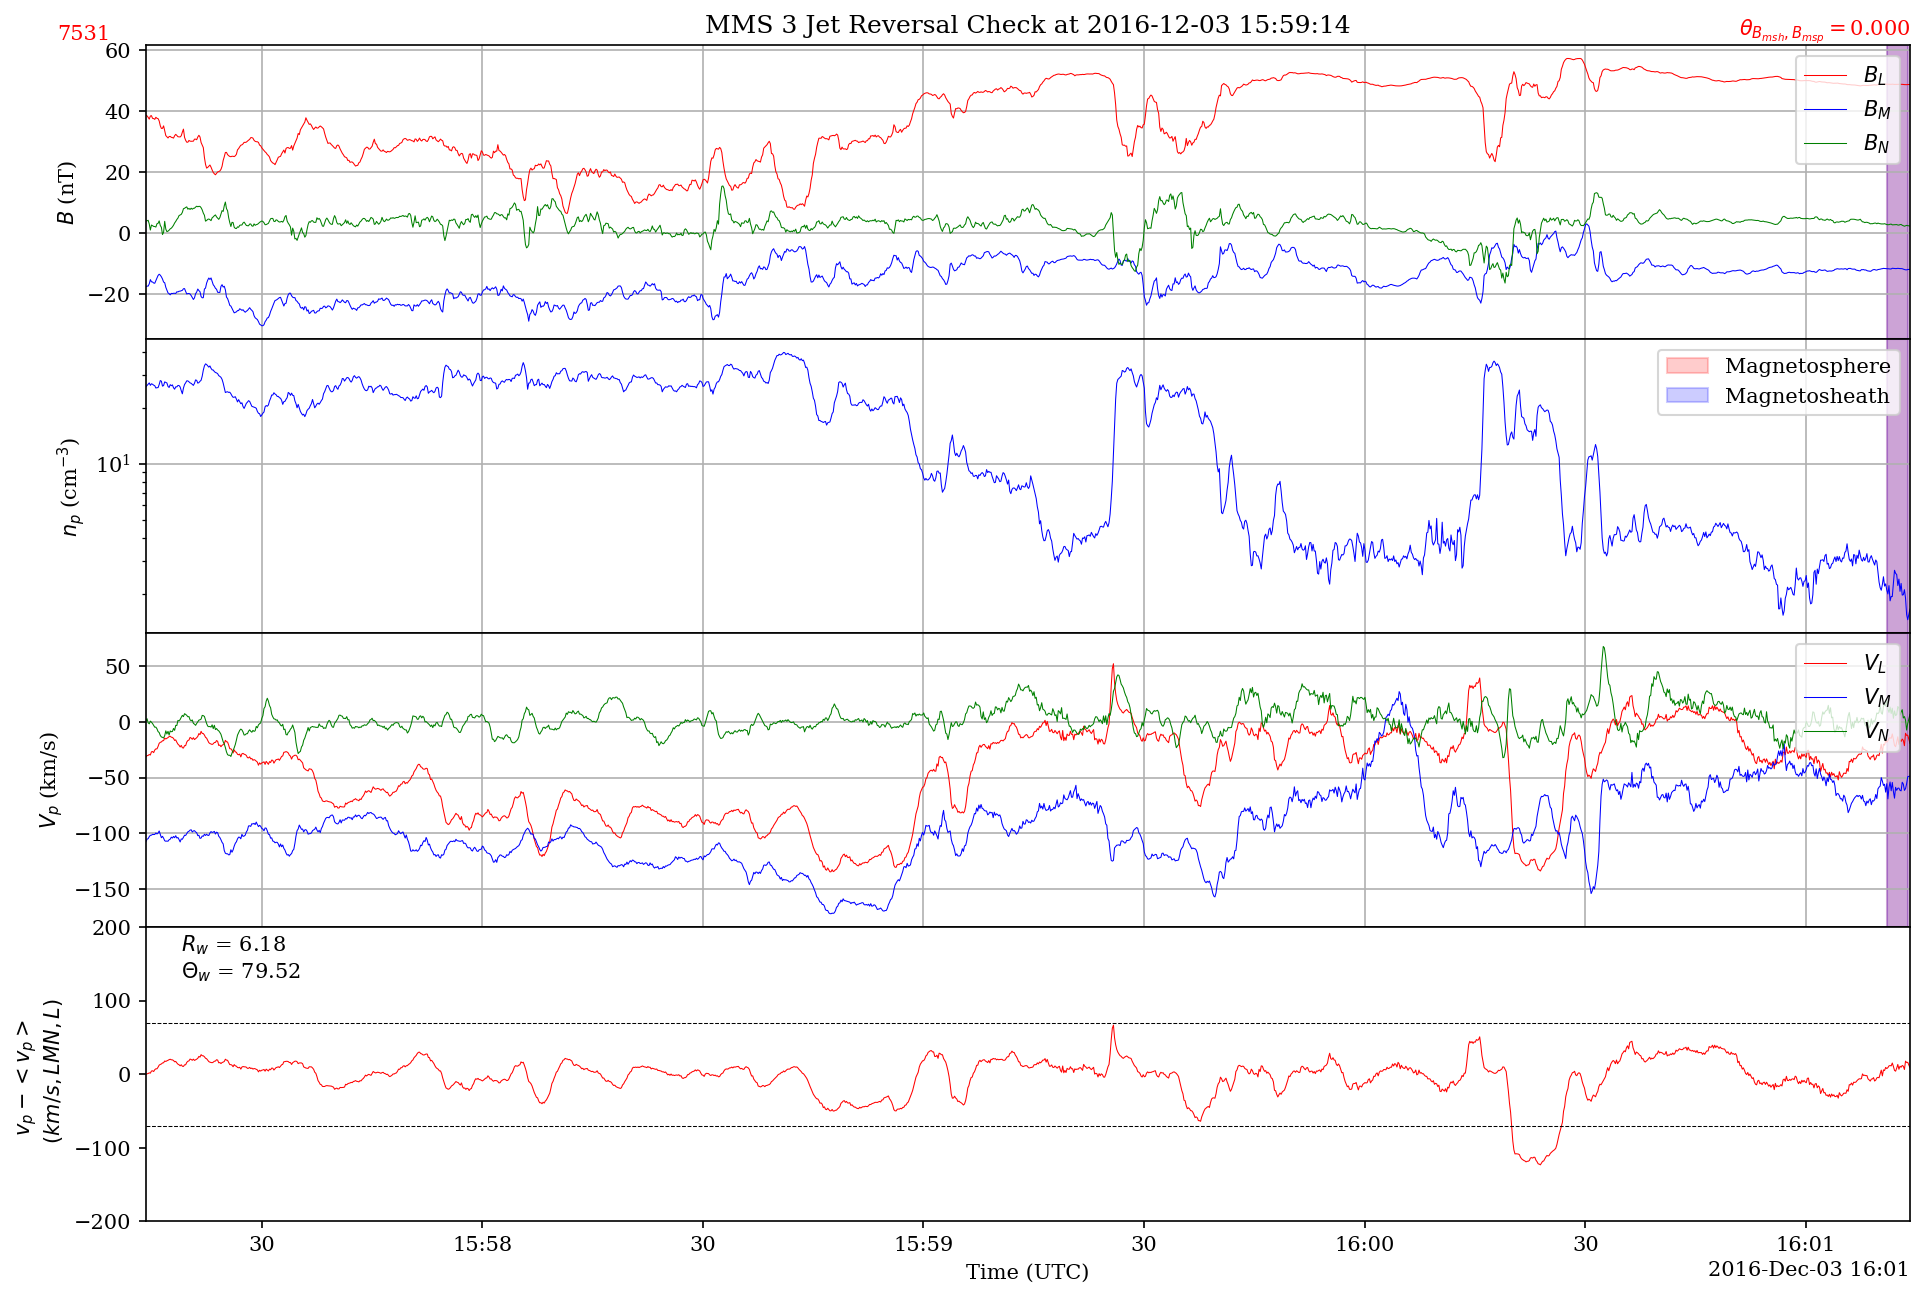 7531
MMS 3 Jet Reversal Check at 2016-12-03 15:59:14
θ_{B_{msh}, B_{msp}} = 0.000
60
40
20
0
−20
B (nT)
B_L
B_M
B_N
10^1
n_p (cm^{−3})
Magnetosphere
Magnetosheath
50
0
−50
−100
−150
V_p (km/s)
V_L
V_M
V_N
200
100
0
−100
−200
v_p − <v_p>
(km/s, LMN, L)
R_w = 6.18
Θ_w = 79.52
30
15:58
30
15:59
30
16:00
30
16:01
Time (UTC)
2016-Dec-03 16:01